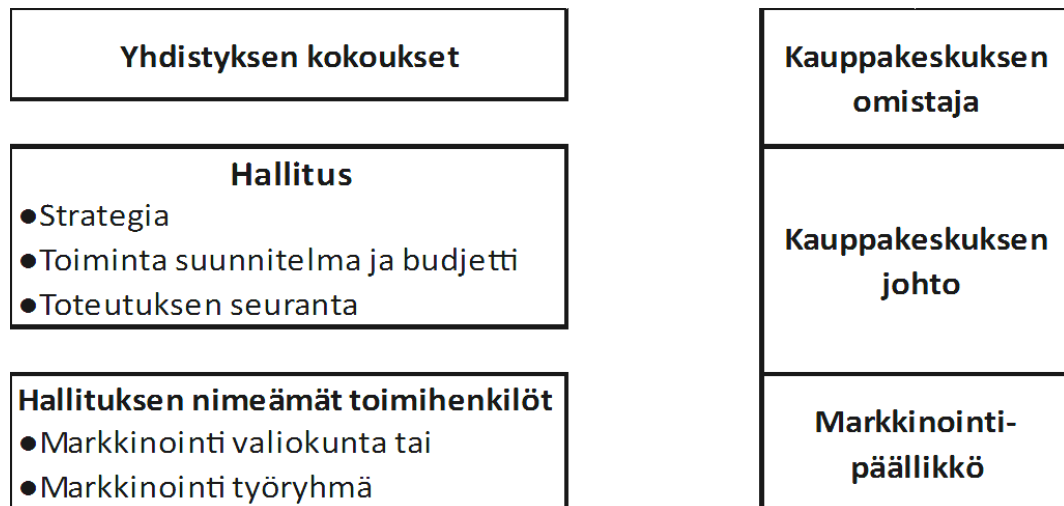 Yhdistyksen kokoukset
Hallitus
●Strategia
●Toiminta suunnitelma ja budjetti
●Toteutuksen seuranta
Hallituksen nimeämät toimihenkilöt
●Markkinointi valiokunta tai
●Markkinointi työryhmä
Kauppakeskuksen
omistaja
Kauppakeskuksen
johto
Markkinointi-
päällikkö